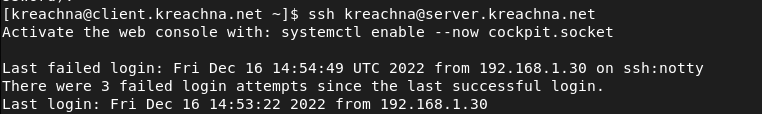 [kreachna@client.kreachna.net ~]$ ssh kreachna@server.kreachna.net
Activate the web console with: systemctl enable --now cockpit.socket
Last failed login: Fri Dec 16 14:54:49 UTC 2022 from 192.168.1.30 on ssh:notty
There were 3 failed login attempts since the last successful login.
Last login: Fri Dec 16 14:53:22 2022 from 192.168.1.30